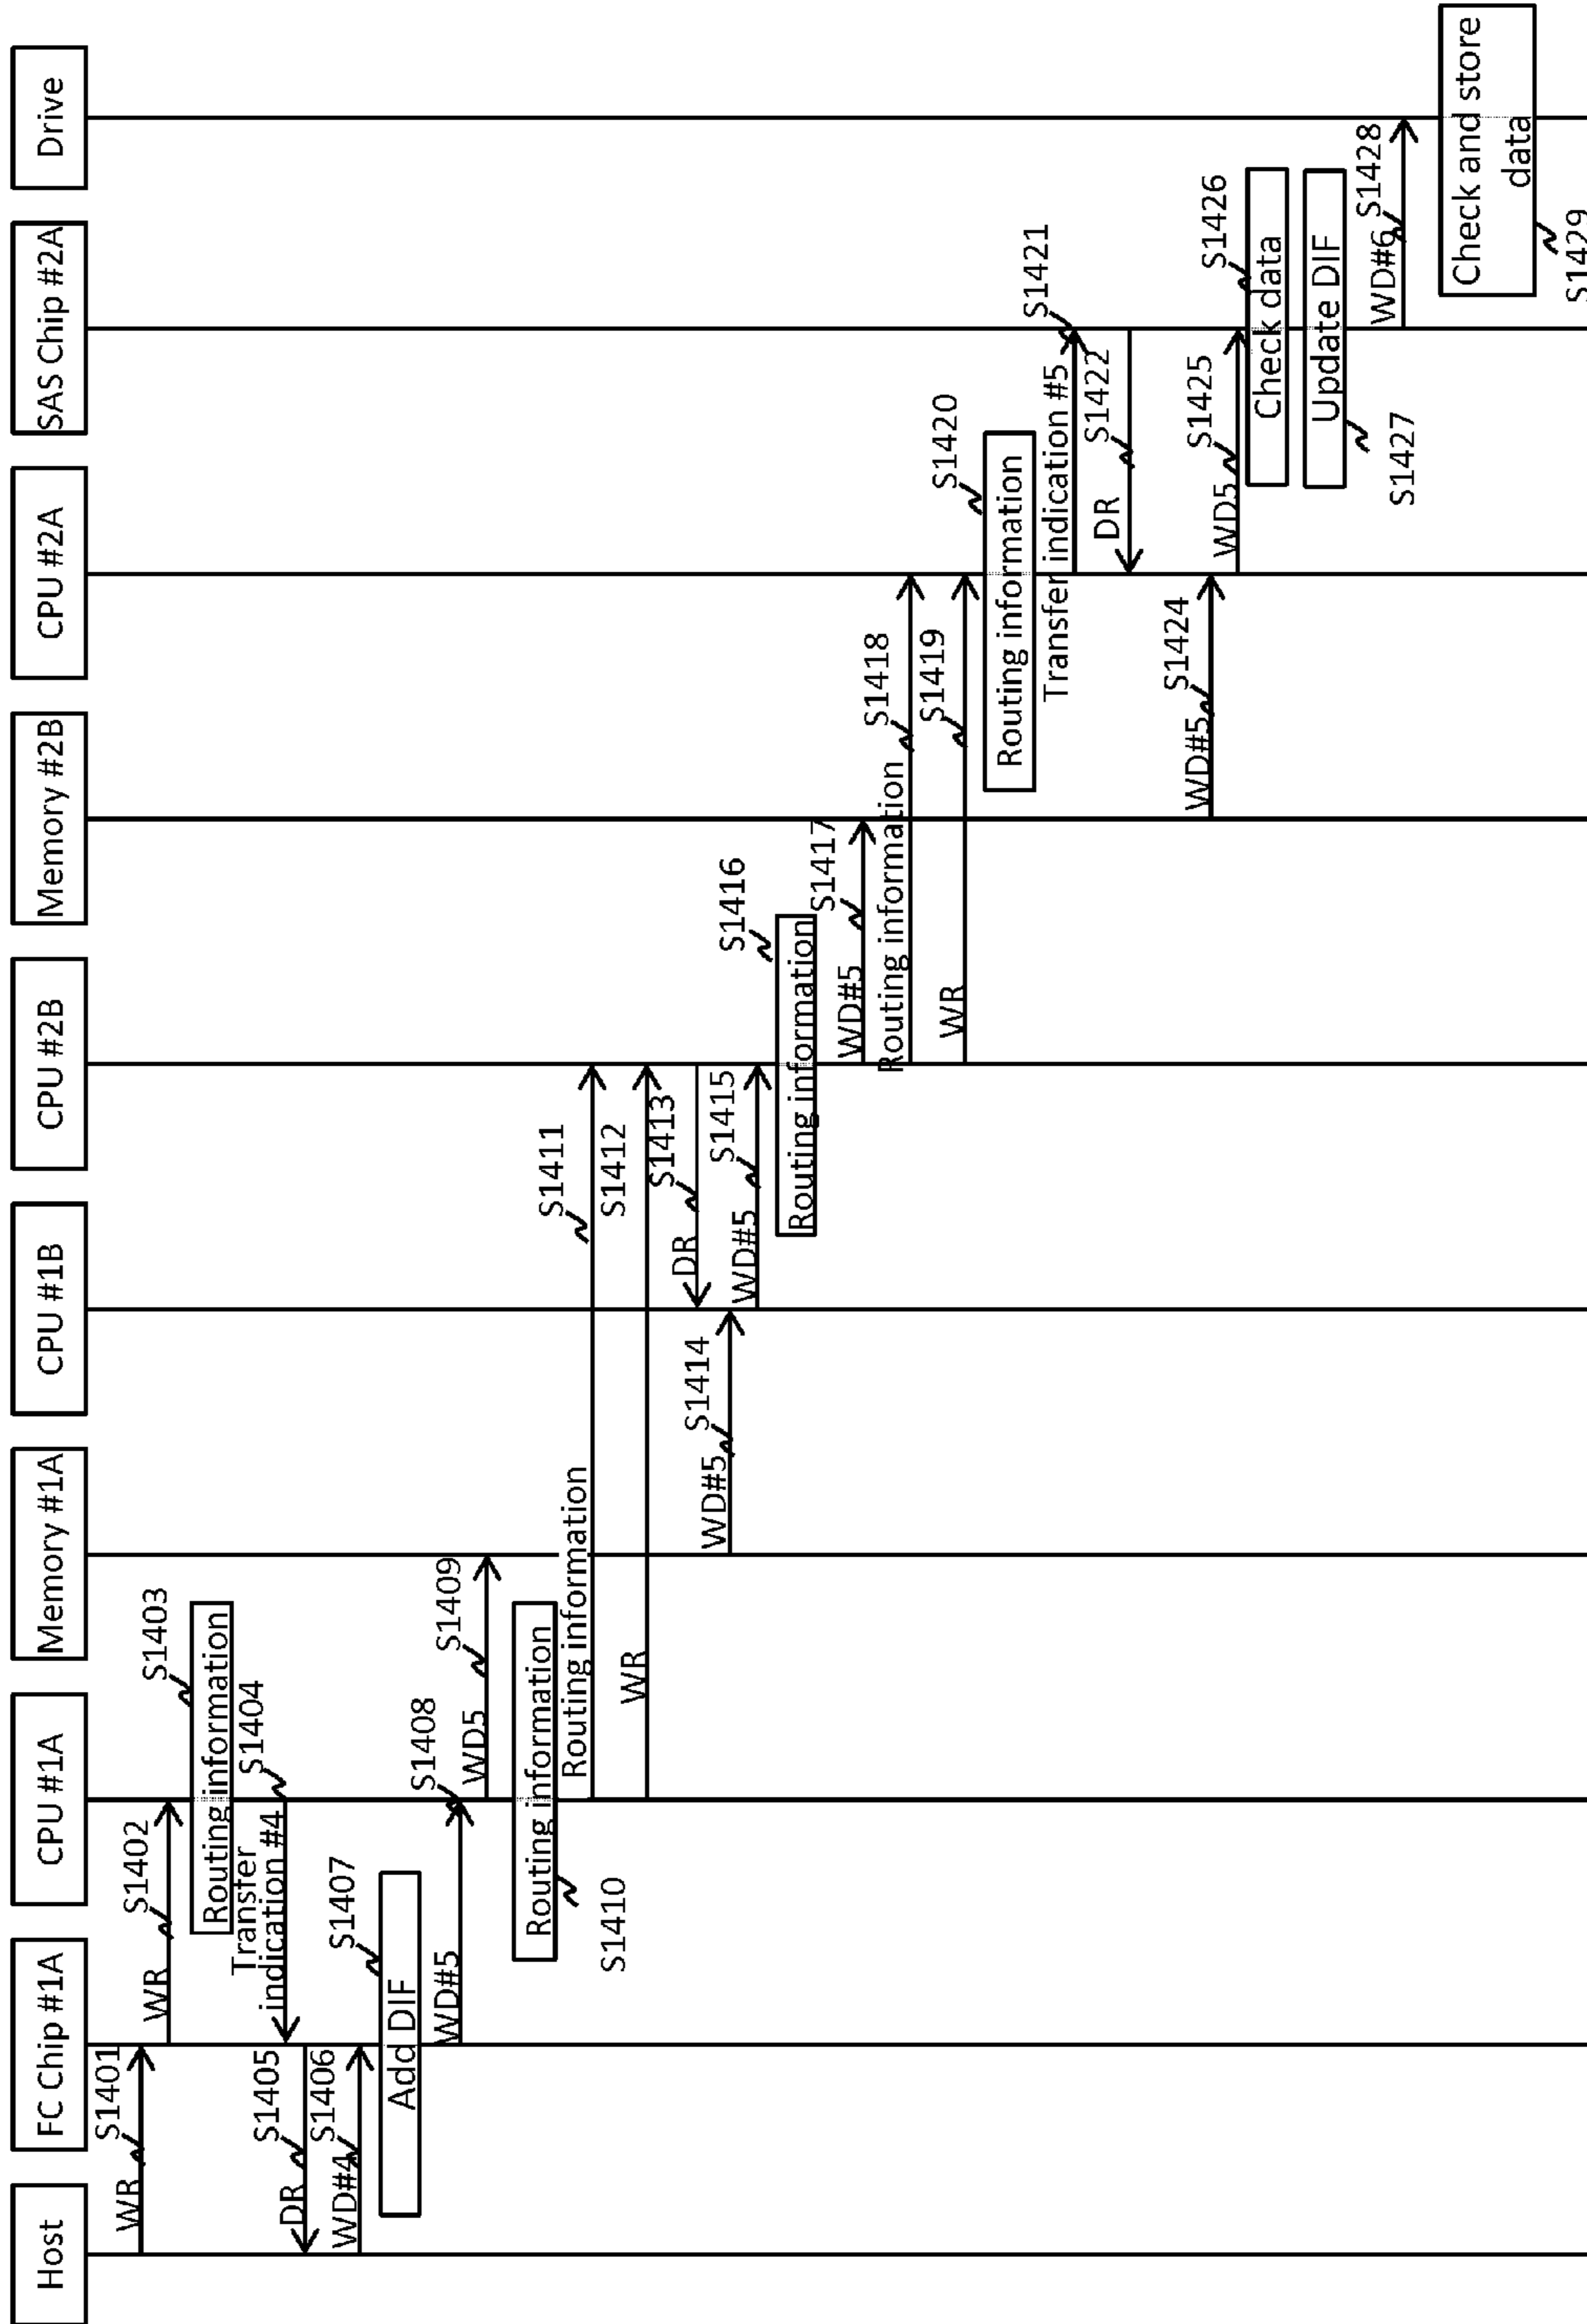 Host
FC Chip #1A
CPU #1A
Memory #1A
CPU #1B
CPU #2B
Memory #2B
CPU #2A
SAS Chip #2A
Drive
WR
S1401
WR
S1402
Routing information
S1403
Transfer
indication #4
S1404
DR
S1405
WD#4
S1406
Add DIF
S1407
WD#5
S1408
WD5
S1409
Routing information
S1410
Routing information
S1411
WR
S1412
DR
S1413
WD#5
S1414
WD#5
S1415
Routing information
S1416
WD#5
S1417
Routing information
S1418
WR
S1419
Routing information
S1420
Transfer indication #5
S1421
DR
S1422
WD#5
S1424
WD5
S1425
Check data
S1426
Update DIF
S1427
WD#6
S1428
Check and store
data
S1429